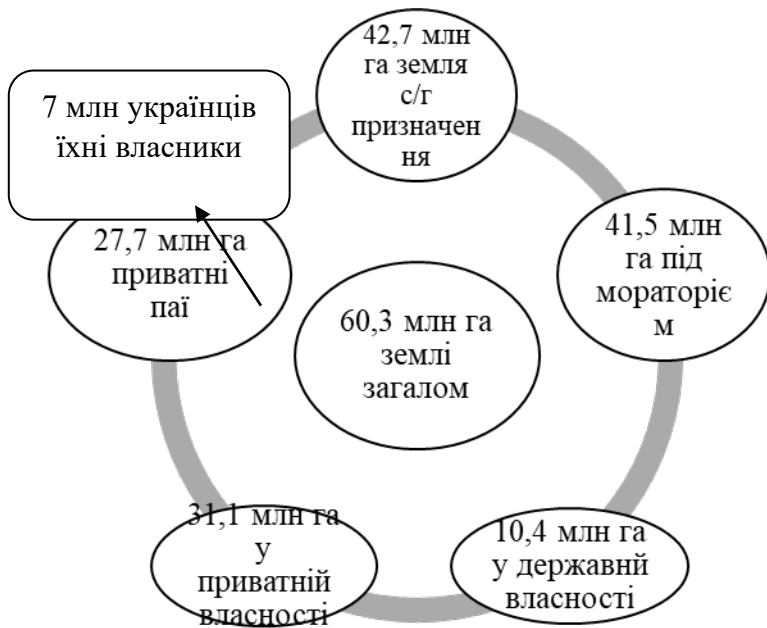 42,7 млн
га земля
с/г
призначен
ня
7 млн українців
їхні власники
27,7 млн га
приватні
паї
41,5 млн
га під
мораторіє
м
60,3 млн га
землі
загалом
31,1 млн га
у
приватній
власності
10,4 млн га
у державнй
власності